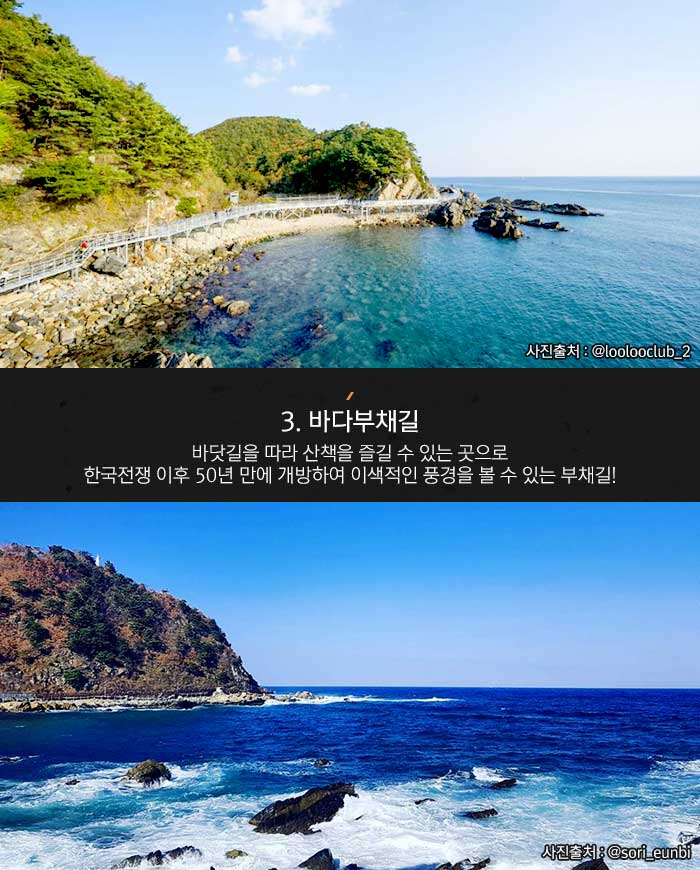 사진출처 : @loolooclub_2
3. 바다부채길
바닷길을 따라 산책을 즐길 수 있는 곳으로
한국전쟁 이후 50년 만에 개방하여 이색적인 풍경을 볼 수 있는 부채길!
사진출처 : @sori_eunbi